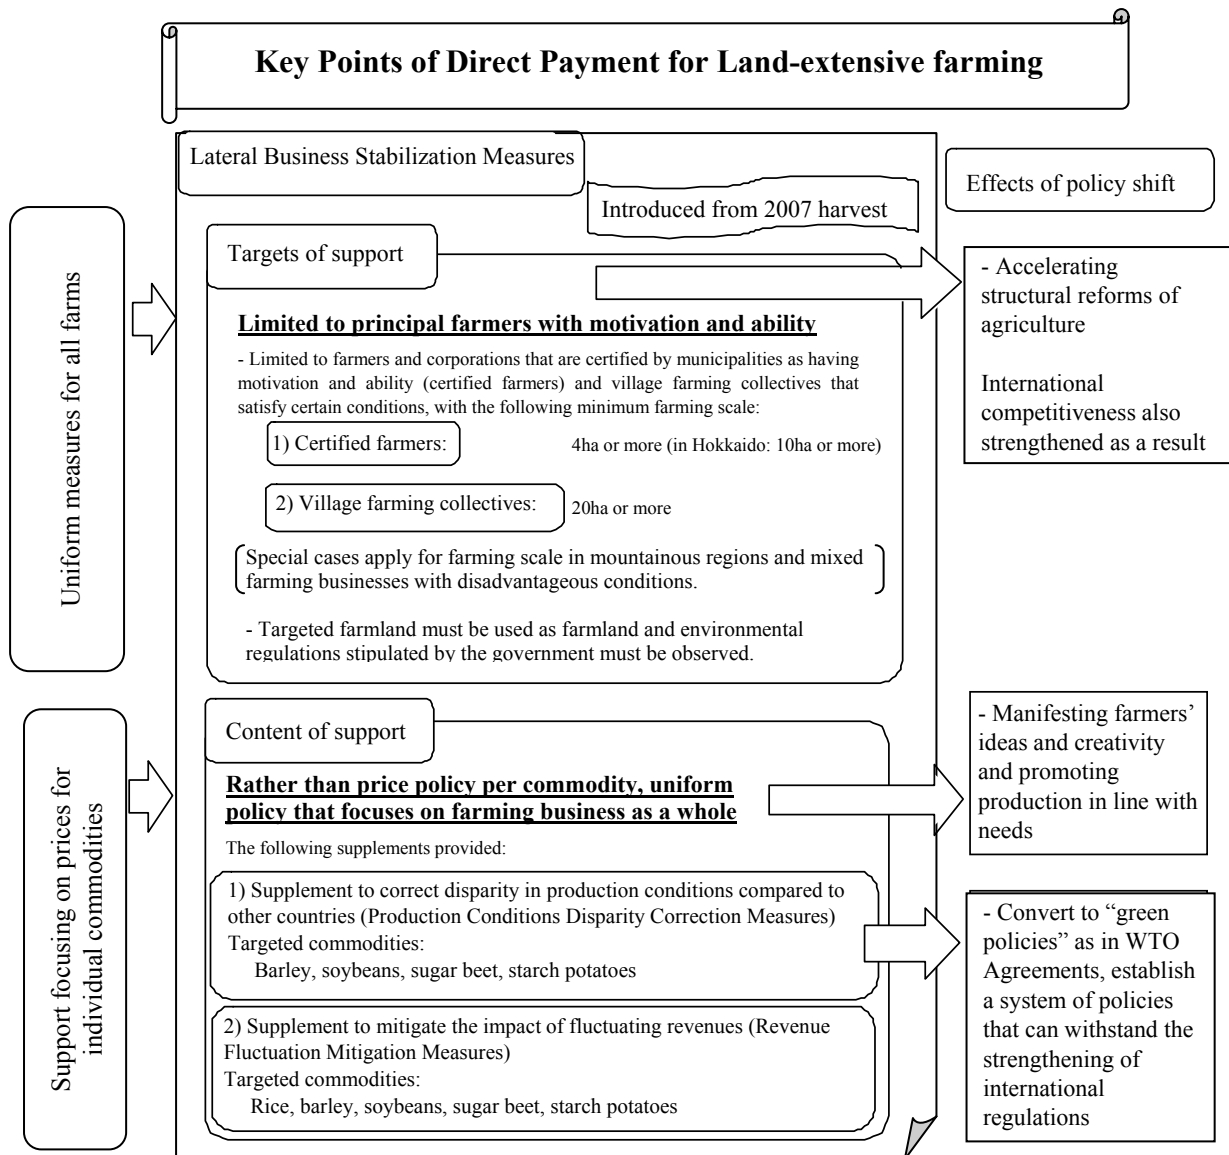 Key Points of Direct Payment for Land-extensive farming
Lateral Business Stabilization Measures
Introduced from 2007 harvest
Effects of policy shift
Uniform measures for all farms
Targets of support
Limited to principal farmers with motivation and ability
- Limited to farmers and corporations that are certified by municipalities as having
motivation and ability (certified farmers) and village farming collectives that
satisfy certain conditions, with the following minimum farming scale:
1) Certified farmers:
4ha or more (in Hokkaido: 10ha or more)
2) Village farming collectives:
20ha or more
Special cases apply for farming scale in mountainous regions and mixed
farming businesses with disadvantageous conditions.
- Targeted farmland must be used as farmland and environmental
regulations stipulated by the government must be observed.
- Accelerating
structural reforms of
agriculture
International
competitiveness also
strengthened as a result
Support focusing on prices for
individual commodities
Content of support
Rather than price policy per commodity, uniform
policy that focuses on farming business as a whole
The following supplements provided:
1) Supplement to correct disparity in production conditions compared to
other countries (Production Conditions Disparity Correction Measures)
Targeted commodities:
Barley, soybeans, sugar beet, starch potatoes
2) Supplement to mitigate the impact of fluctuating revenues (Revenue
Fluctuation Mitigation Measures)
Targeted commodities:
Rice, barley, soybeans, sugar beet, starch potatoes
- Manifesting farmers’
ideas and creativity
and promoting
production in line with
needs
- Convert to “green
policies” as in WTO
Agreements, establish
a system of policies
that can withstand the
strengthening of
international
regulations